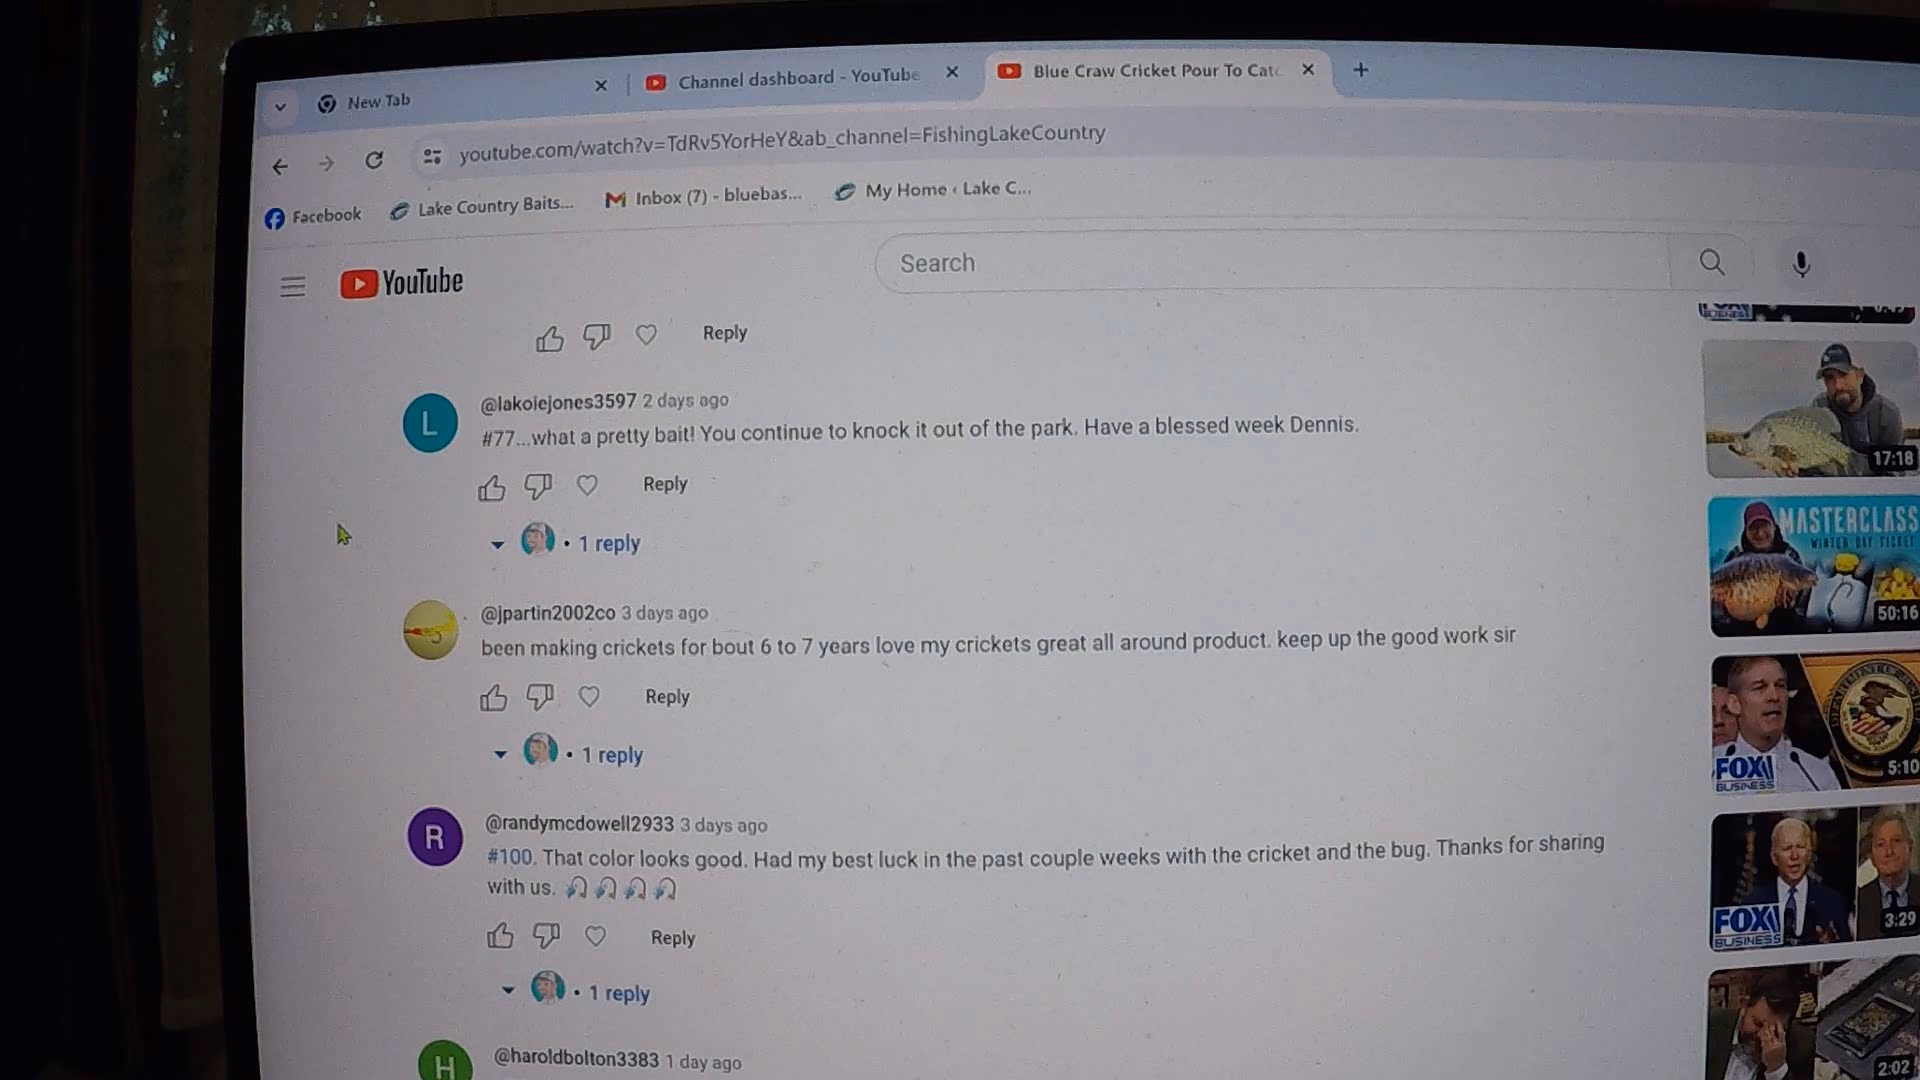 New Tab
Channel dashboard - YouTube
Blue Craw Cricket Pour To Catc
youtube.com/watch?v=TdRv5YorHeY&ab_channel=FishingLakeCountry
Facebook
Lake Country Baits...
Inbox (7) - bluebas...
My Home ‹ Lake C...
YouTube
Search
Reply
@lakoiejones3597 2 days ago
#77...what a pretty bait! You continue to knock it out of the park. Have a blessed week Dennis.
Reply
• 1 reply
@jpartin2002co 3 days ago
been making crickets for bout 6 to 7 years love my crickets great all around product. keep up the good work sir
Reply
• 1 reply
@randymcdowell2933 3 days ago
#100. That color looks good. Had my best luck in the past couple weeks with the cricket and the bug. Thanks for sharing
with us.
Reply
• 1 reply
@haroldbolton3383 1 day ago
L
R
H
17:18
MASTERCLASS
WINTER DAY TICKET
50:16
FOX
BUSINESS
5:10
FOX
BUSINESS
3:29
2:02